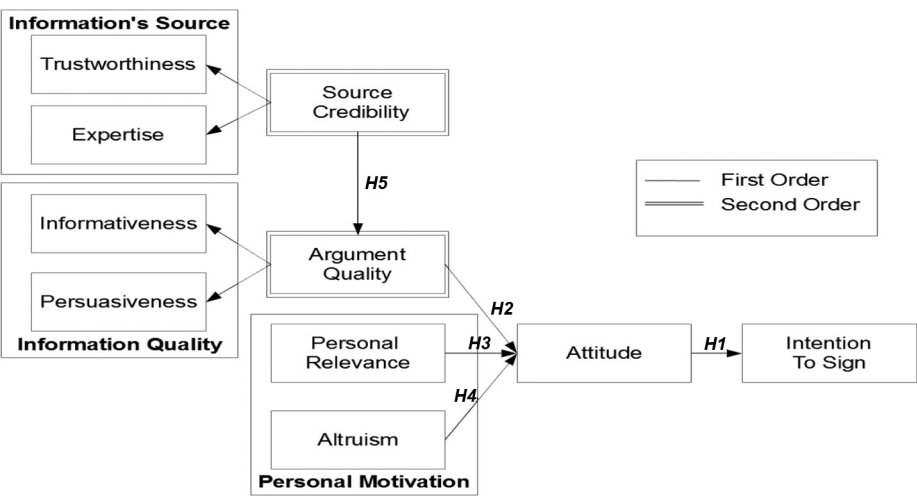 Information's Source
Trustworthiness
Expertise
Source
Credibility
H5
First Order
Second Order
Informativeness
Persuasiveness
Information Quality
Argument
Quality
H2
Personal
Relevance
H3
H4
Altruism
Personal Motivation
Attitude
H1
Intention
To Sign